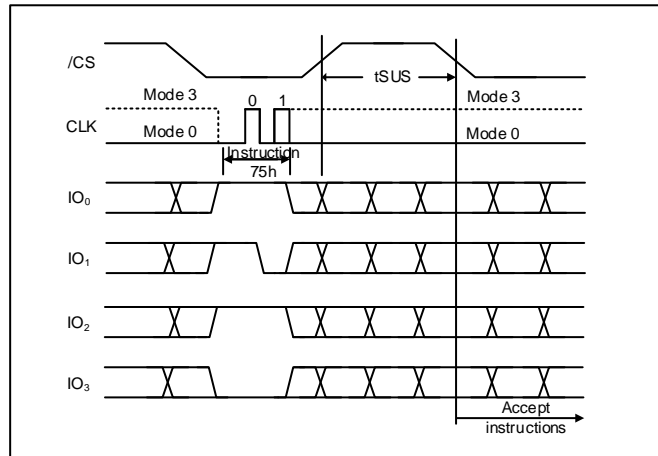 /CS
tSUS
Mode 3
0
1
Mode 3
CLK
Mode 0
Mode 0
Instruction
75h
IO₀
IO₁
IO₂
IO₃
Accept
instructions